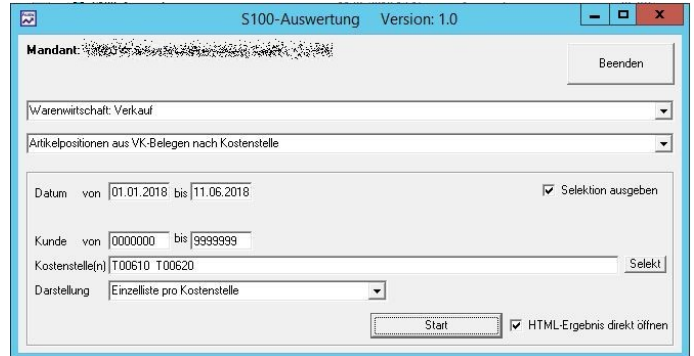 S100-Auswertung Version: 1.0
Mandant:
Beenden
Warenwirtschaft: Verkauf
Artikelpositionen aus VK-Belegen nach Kostenstelle
Datum von 01.01.2018 bis 11.06.2018
Selektion ausgeben
Kunde von 0000000 bis 9999999
Kostenstelle(n) T00610 T00620 Selekt
Darstellung Einzelliste pro Kostenstelle
Start HTML-Ergebnis direkt öffnen